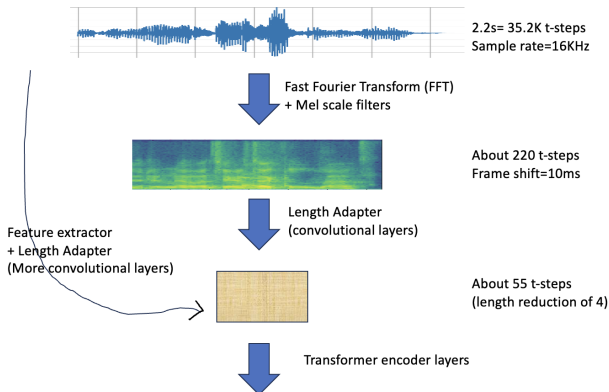 2.2s= 35.2K t-steps
Sample rate=16KHz
Fast Fourier Transform (FFT)
+ Mel scale filters
About 220 t-steps
Frame shift=10ms
Length Adapter
(convolutional layers)
Feature extractor
+ Length Adapter
(More convolutional layers)
About 55 t-steps
(length reduction of 4)
Transformer encoder layers